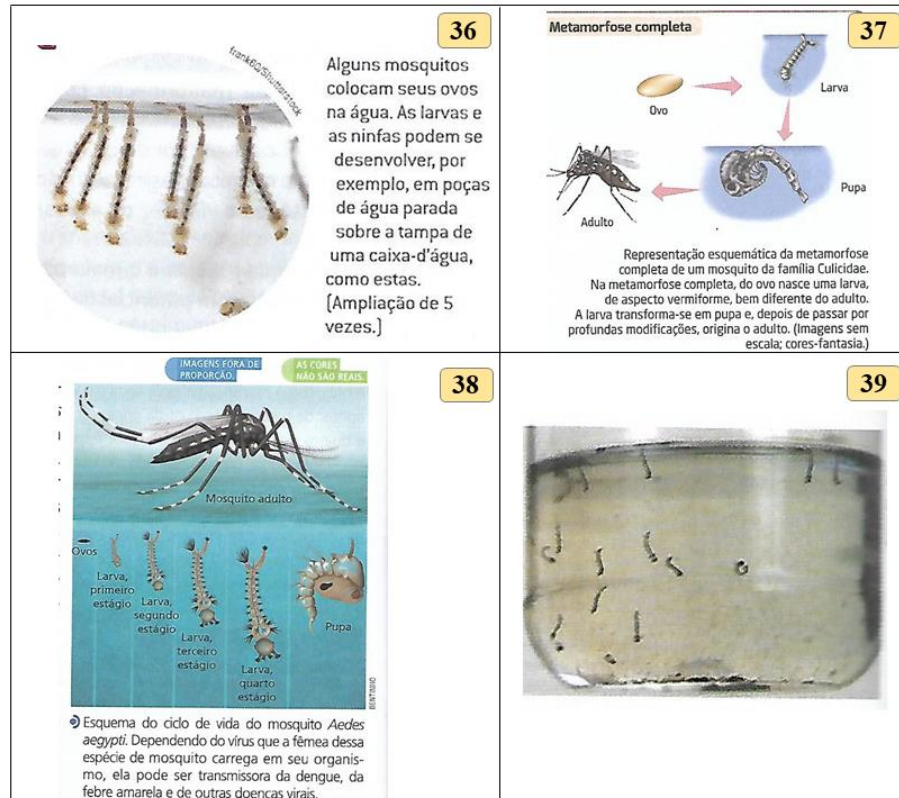 36
frank60/Shutterstock
Alguns mosquitos
colocam seus ovos
na água. As larvas e
as ninfas podem se
desenvolver, por
exemplo, em poças
de água parada
sobre a tampa de
uma caixa-d'água,
como estas.
(Ampliação de 5
vezes.)
37
Metamorfose completa
Ovo
Larva
Pupa
Adulto
Representação esquemática da metamorfose
completa de um mosquito da família Culicidae.
Na metamorfose completa, do ovo nasce uma larva,
de aspecto vermiforme, bem diferente do adulto.
A larva transforma-se em pupa e, depois de passar por
profundas modificações, origina o adulto. (Imagens sem
escala; cores-fantasia.)
38
IMAGENS FORA DE
PROPORÇÃO.
AS CORES
NÃO SÃO REAIS.
Mosquito adulto
Ovos
Larva,
primeiro
estágio
Larva,
segundo
estágio
Larva,
terceiro
estágio
Larva,
quarto
estágio
Pupa
BENTINHO
Esquema do ciclo de vida do mosquito Aedes
aegypti. Dependendo do vírus que a fêmea dessa
espécie de mosquito carrega em seu organis-
mo, ela pode ser transmissora da dengue, da
febre amarela e de outras doenças virais.
39